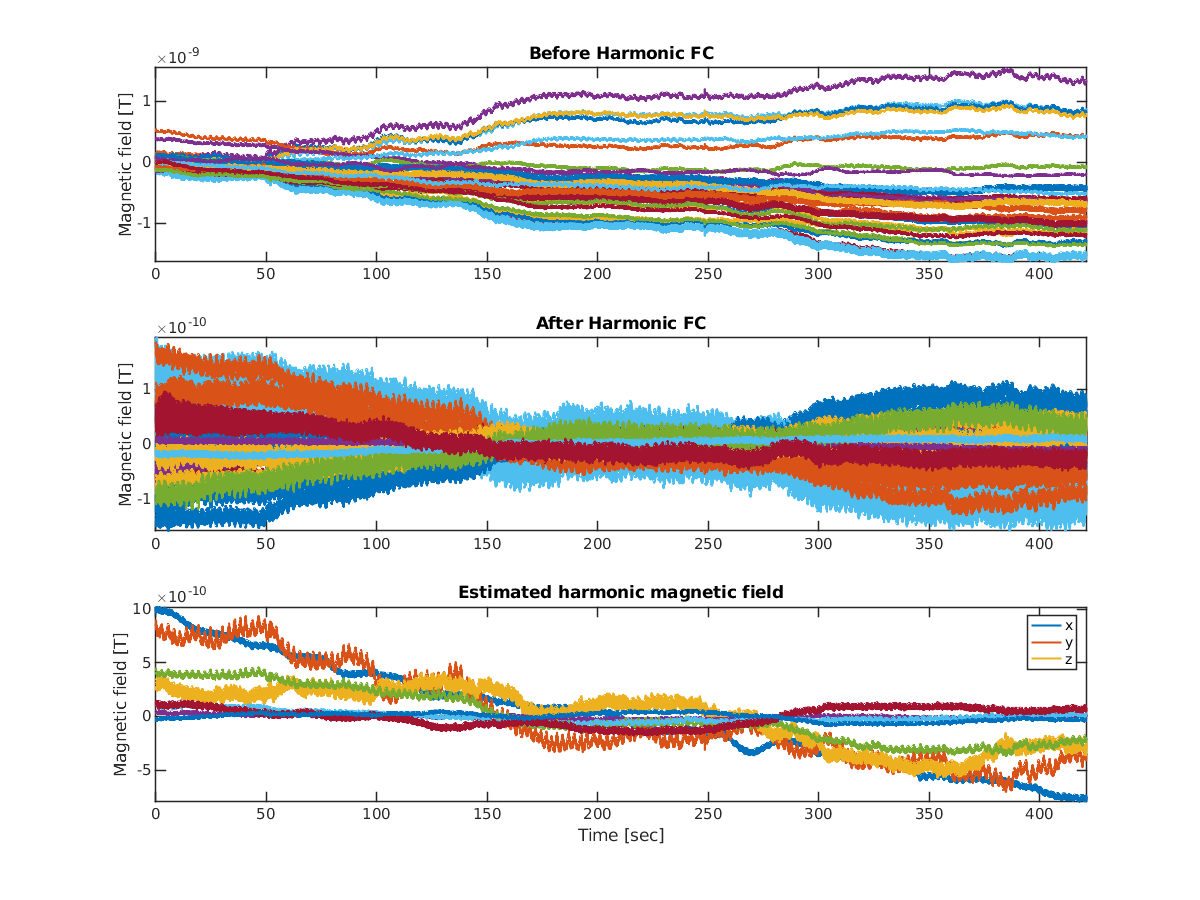 Before Harmonic FC
×10⁻⁹
Magnetic field [T]
1
0
-1
0 50 100 150 200 250 300 350 400
After Harmonic FC
×10⁻¹⁰
Magnetic field [T]
1
0
-1
0 50 100 150 200 250 300 350 400
Estimated harmonic magnetic field
×10⁻¹⁰
Magnetic field [T]
10
5
0
-5
x
y
z
0 50 100 150 200 250 300 350 400
Time [sec]